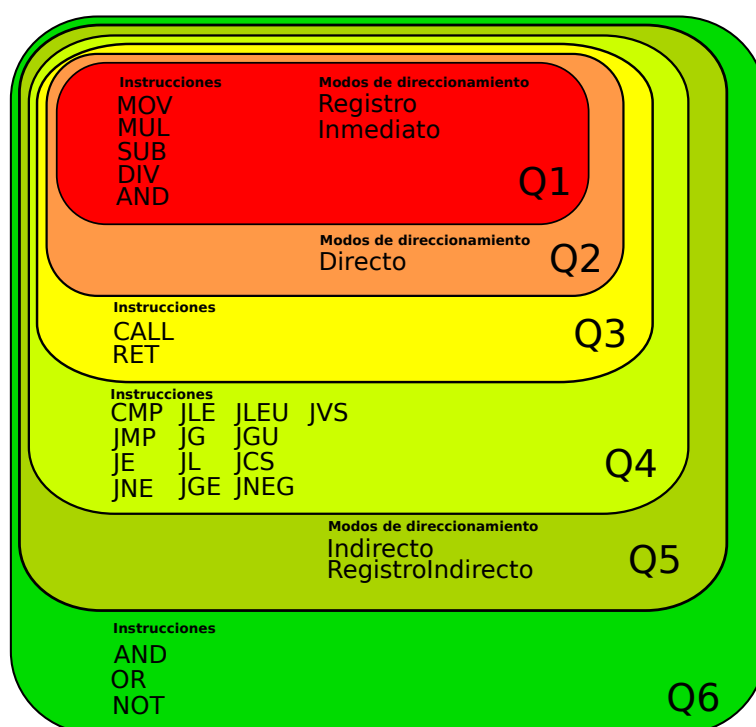 Instrucciones Modos de direccionamiento
MOV Registro
MUL Inmediato
SUB
DIV Q1
AND
Modos de direccionamiento
Directo Q2
Instrucciones
CALL Q3
RET
Instrucciones
CMP JLE JLEU JVS
JMP JG JGU
JE JL JCS Q4
JNE JGE JNEG
Modos de direccionamiento
Indirecto
RegistroIndirecto Q5
Instrucciones
AND
OR
NOT Q6